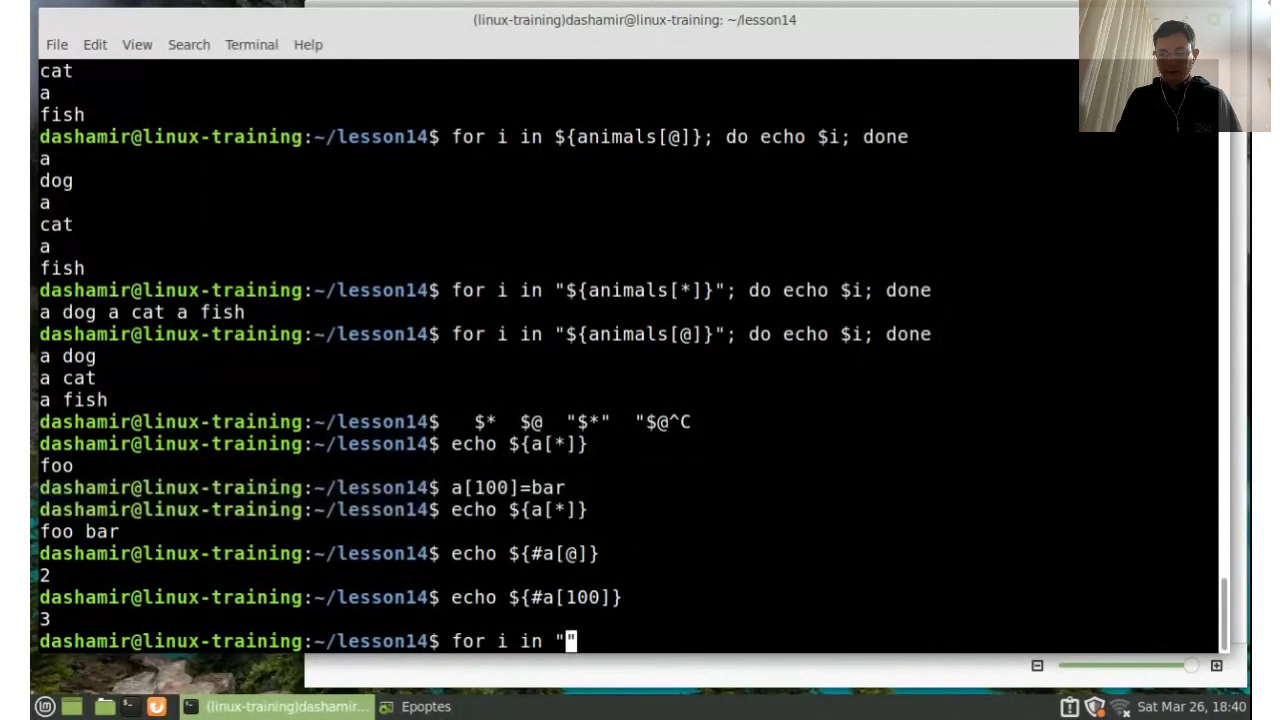 (linux-training)dashamir@linux-training: ~/lesson14
File Edit View Search Terminal Help
cat
a
fish
dashamir@linux-training:~/lesson14$ for i in ${animals[@]}; do echo $i; done
a
dog
a
cat
a
fish
dashamir@linux-training:~/lesson14$ for i in "${animals[*]}"; do echo $i; done
a dog a cat a fish
dashamir@linux-training:~/lesson14$ for i in "${animals[@]}"; do echo $i; done
a dog
a cat
a fish
dashamir@linux-training:~/lesson14$   $*  $@  "$*"  "$@^C
dashamir@linux-training:~/lesson14$ echo ${a[*]}
foo
dashamir@linux-training:~/lesson14$ a[100]=bar
dashamir@linux-training:~/lesson14$ echo ${a[*]}
foo bar
dashamir@linux-training:~/lesson14$ echo ${#a[@]}
2
dashamir@linux-training:~/lesson14$ echo ${#a[100]}
3
dashamir@linux-training:~/lesson14$ for i in ""
(linux-training)dashamir... Epoptes Sat Mar 26, 18:40